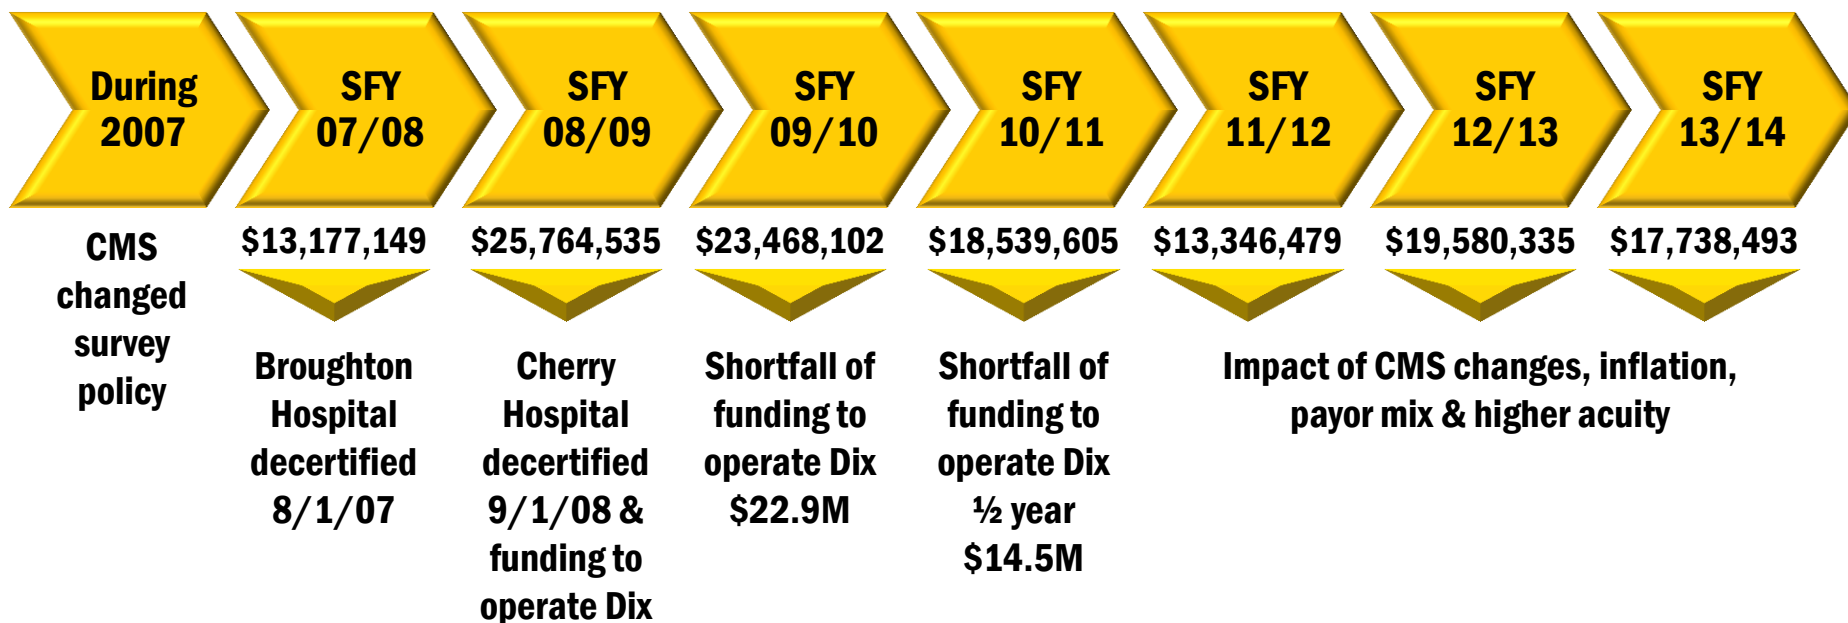 During
2007
SFY
07/08
SFY
08/09
SFY
09/10
SFY
10/11
SFY
11/12
SFY
12/13
SFY
13/14
CMS
changed
survey
policy
$13,177,149
Broughton
Hospital
decertified
8/1/07
$25,764,535
Cherry
Hospital
decertified
9/1/08 &
funding to
operate Dix
$23,468,102
Shortfall of
funding to
operate Dix
$22.9M
$18,539,605
Shortfall of
funding to
operate Dix
½ year
$14.5M
$13,346,479
$19,580,335
$17,738,493
Impact of CMS changes, inflation,
payor mix & higher acuity